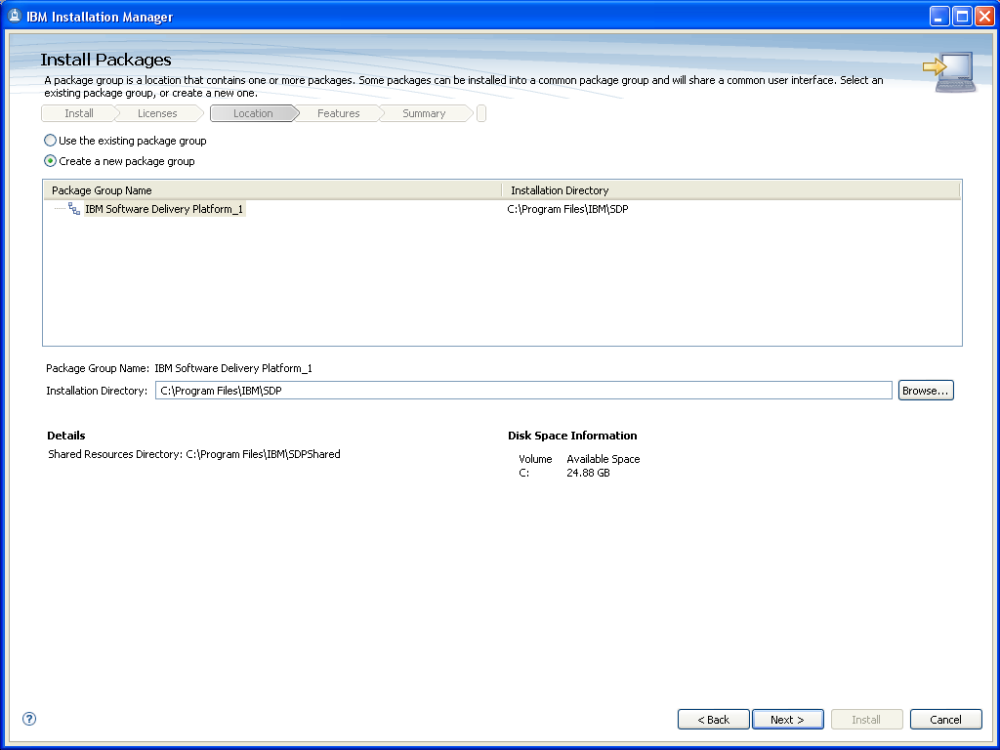 IBM Installation Manager
Install Packages
A package group is a location that contains one or more packages. Some packages can be installed into a common package group and will share a common user interface. Select an
existing package group, or create a new one.
Install Licenses Location Features Summary
Use the existing package group
Create a new package group
Package Group Name Installation Directory
IBM Software Delivery Platform_1 C:\Program Files\IBM\SDP
Package Group Name: IBM Software Delivery Platform_1
Installation Directory: C:\Program Files\IBM\SDP Browse...
Details Disk Space Information
Shared Resources Directory: C:\Program Files\IBM\SDPShared
Volume Available Space
C: 24.88 GB
? < Back Next > Install Cancel